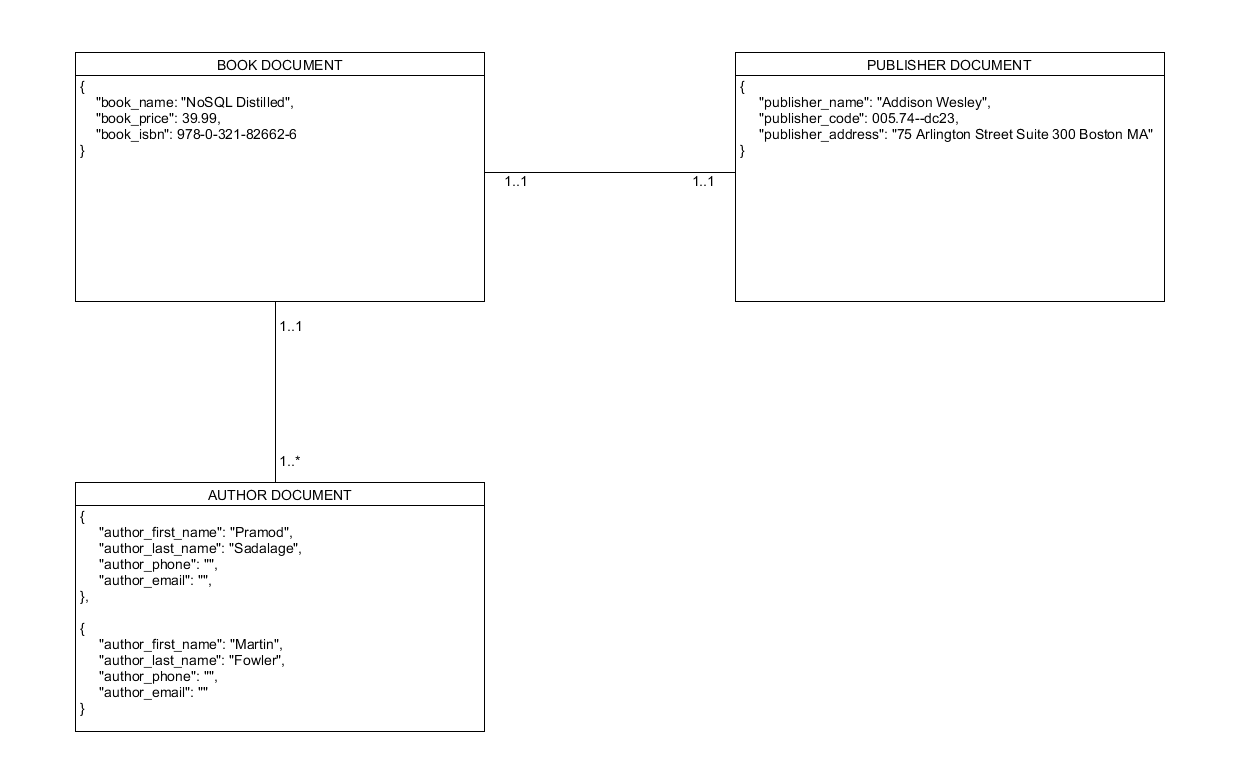 BOOK DOCUMENT
{
"book_name: "NoSQL Distilled",
"book_price": 39.99,
"book_isbn": 978-0-321-82662-6
}
PUBLISHER DOCUMENT
{
"publisher_name": "Addison Wesley",
"publisher_code": 005.74--dc23,
"publisher_address": "75 Arlington Street Suite 300 Boston MA"
}
1..1
1..1
1..1
1..*
AUTHOR DOCUMENT
{
"author_first_name": "Pramod",
"author_last_name": "Sadalage",
"author_phone": "",
"author_email": "",
},
{
"author_first_name": "Martin",
"author_last_name": "Fowler",
"author_phone": "",
"author_email": ""
}